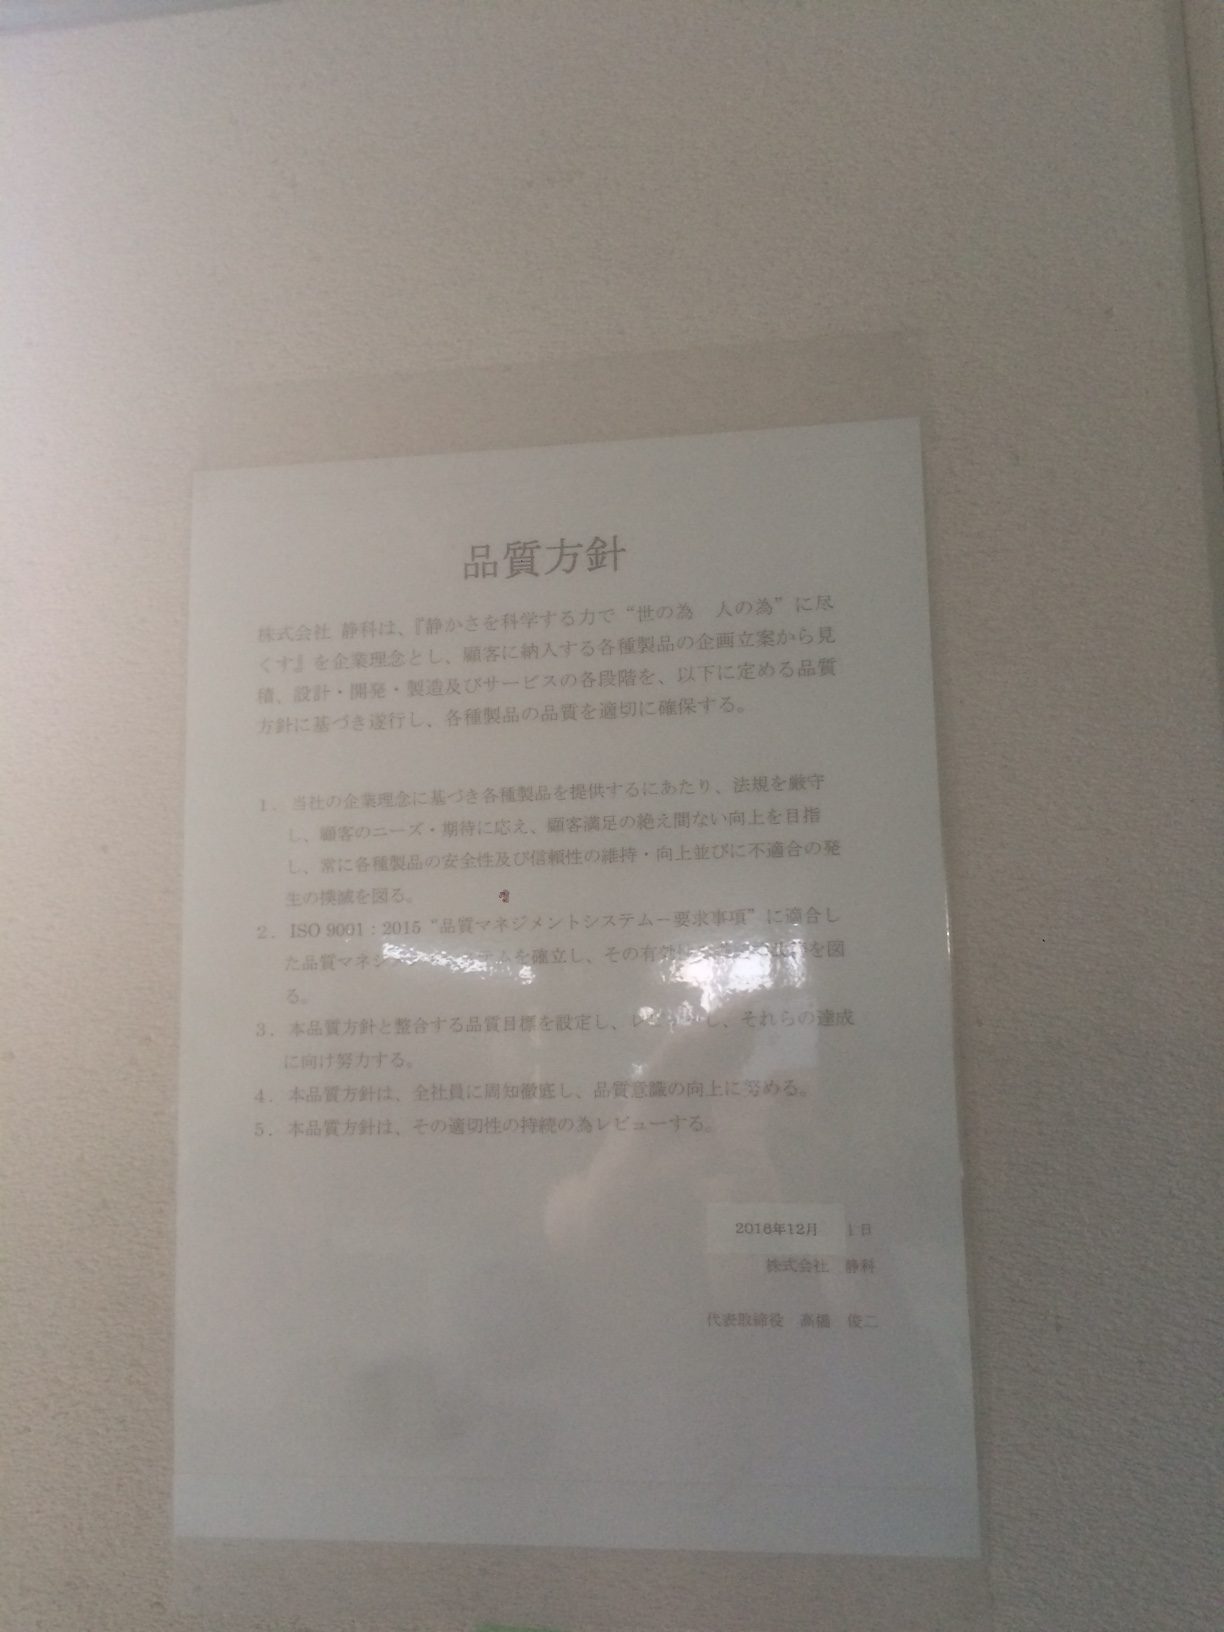 品質方針
株式会社 静科は、『静かさを科学する力で“世の為　人の為”に尽
くす』を企業理念とし、顧客に納入する各種製品の企画立案から見
積、設計・開発・製造及びサービスの各段階を、以下に定める品質
方針に基づき遂行し、各種製品の品質を適切に確保する。
1. 当社の企業理念に基づき各種製品を提供するにあたり、法規を厳守
し、顧客のニーズ・期待に応え、顧客満足の絶え間ない向上を目指
し、常に各種製品の安全性及び信頼性の維持・向上並びに不適合の発
生の撲滅を図る。
2. ISO 9001:2015“品質マネジメントシステムー要求事項”に適合し
た品質マネジ　ムを確立し、その有効　を図
る。
3. 本品質方針と整合する品質目標を設定し、レ　し、それらの達成
に向け努力する。
4. 本品質方針は、全社員に周知徹底し、品質意識の向上に努める。
5. 本品質方針は、その適切性の持続の為レビューする。
2016年12月 1日
株式会社　静科
代表取締役　高橋　俊二